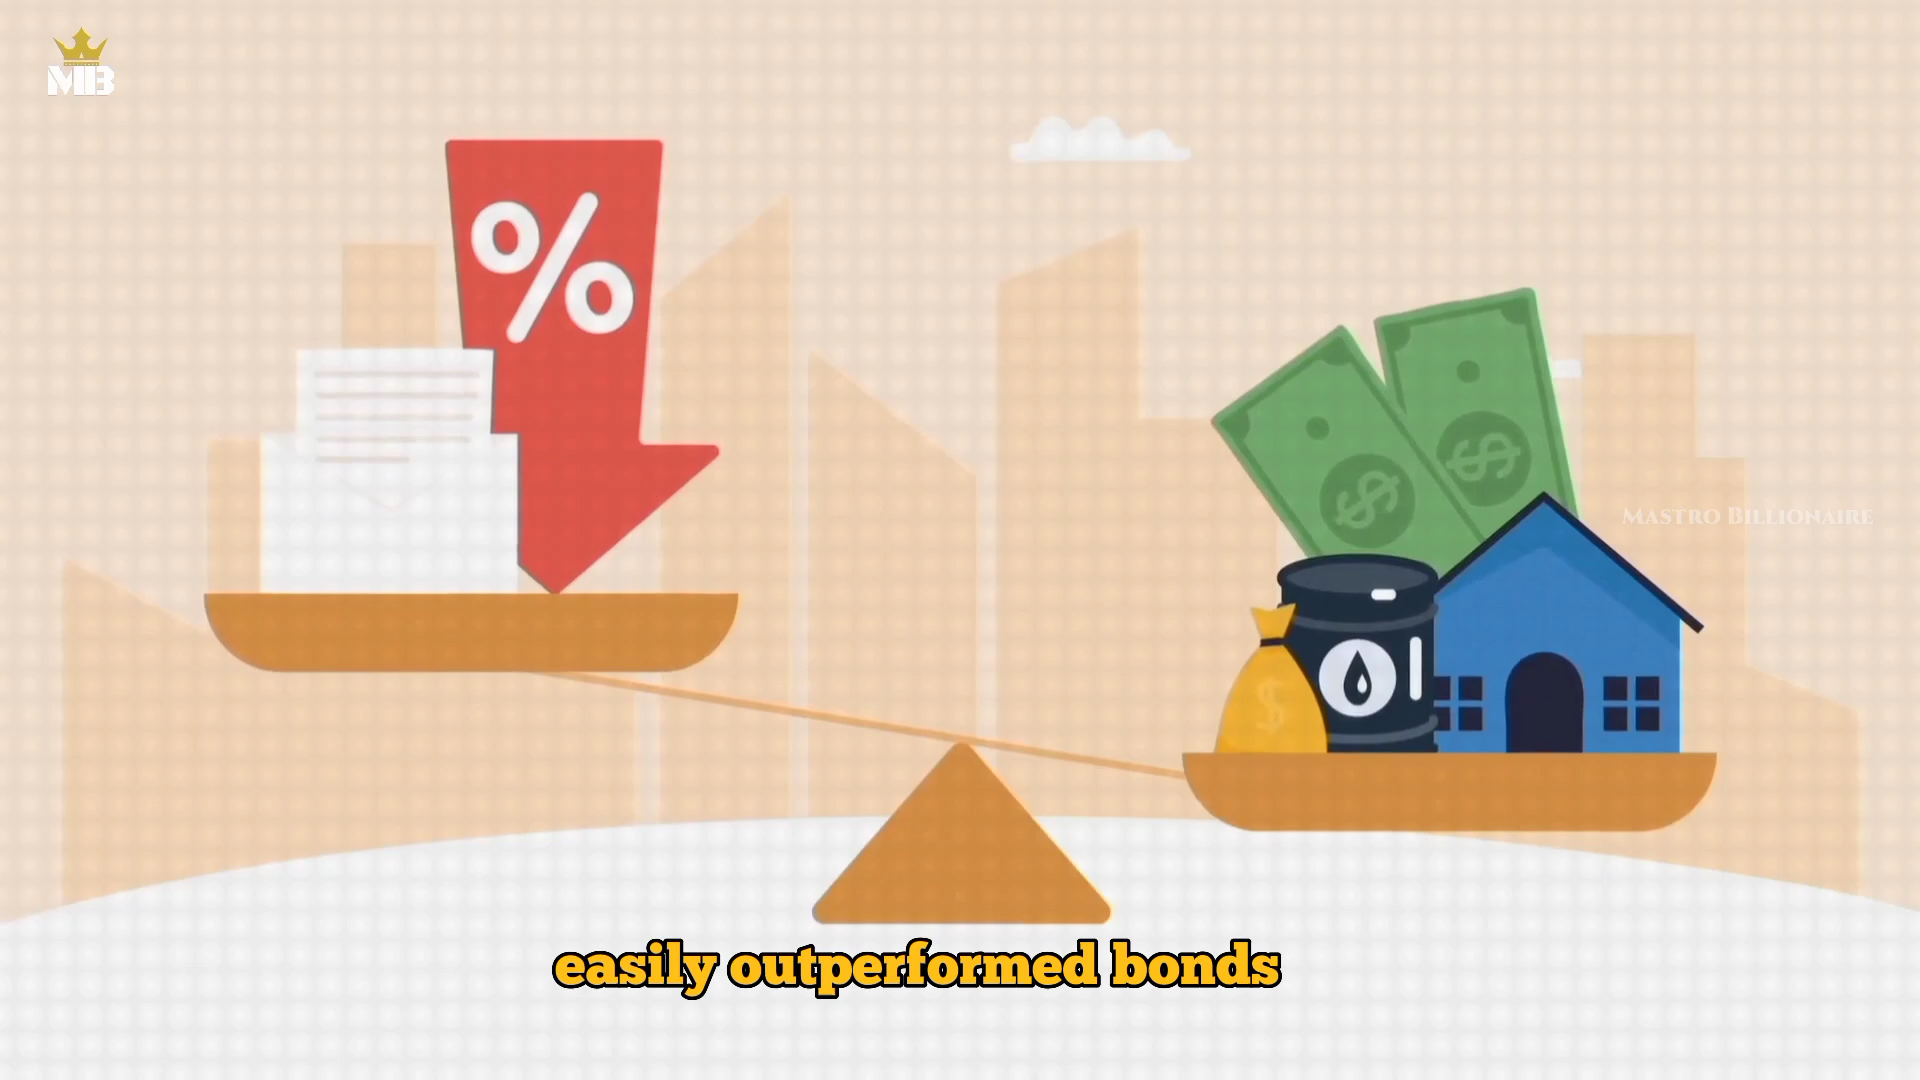 MB
%
$
$
$
Mastro Billionaire
easily outperformed bonds